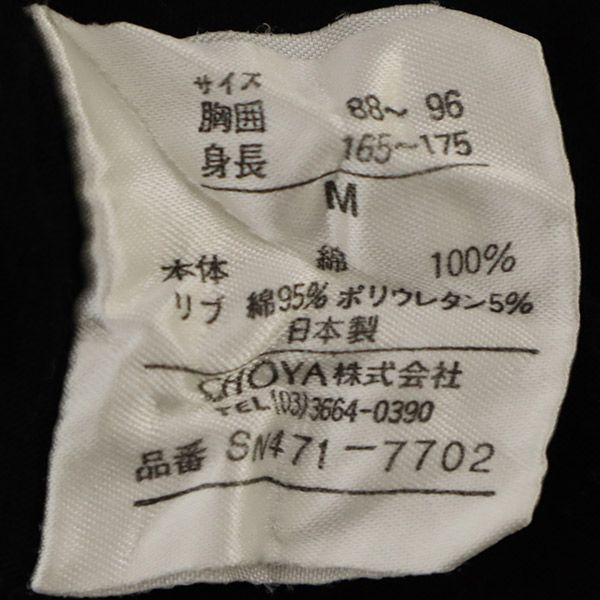 サイズ
胸囲 88〜 96
身長 165〜175
M
本体 綿 100%
リブ 綿95% ポリウレタン5%
日本製
CHOYA株式会社
TEL(03)3664-0390
品番 SN471-7702